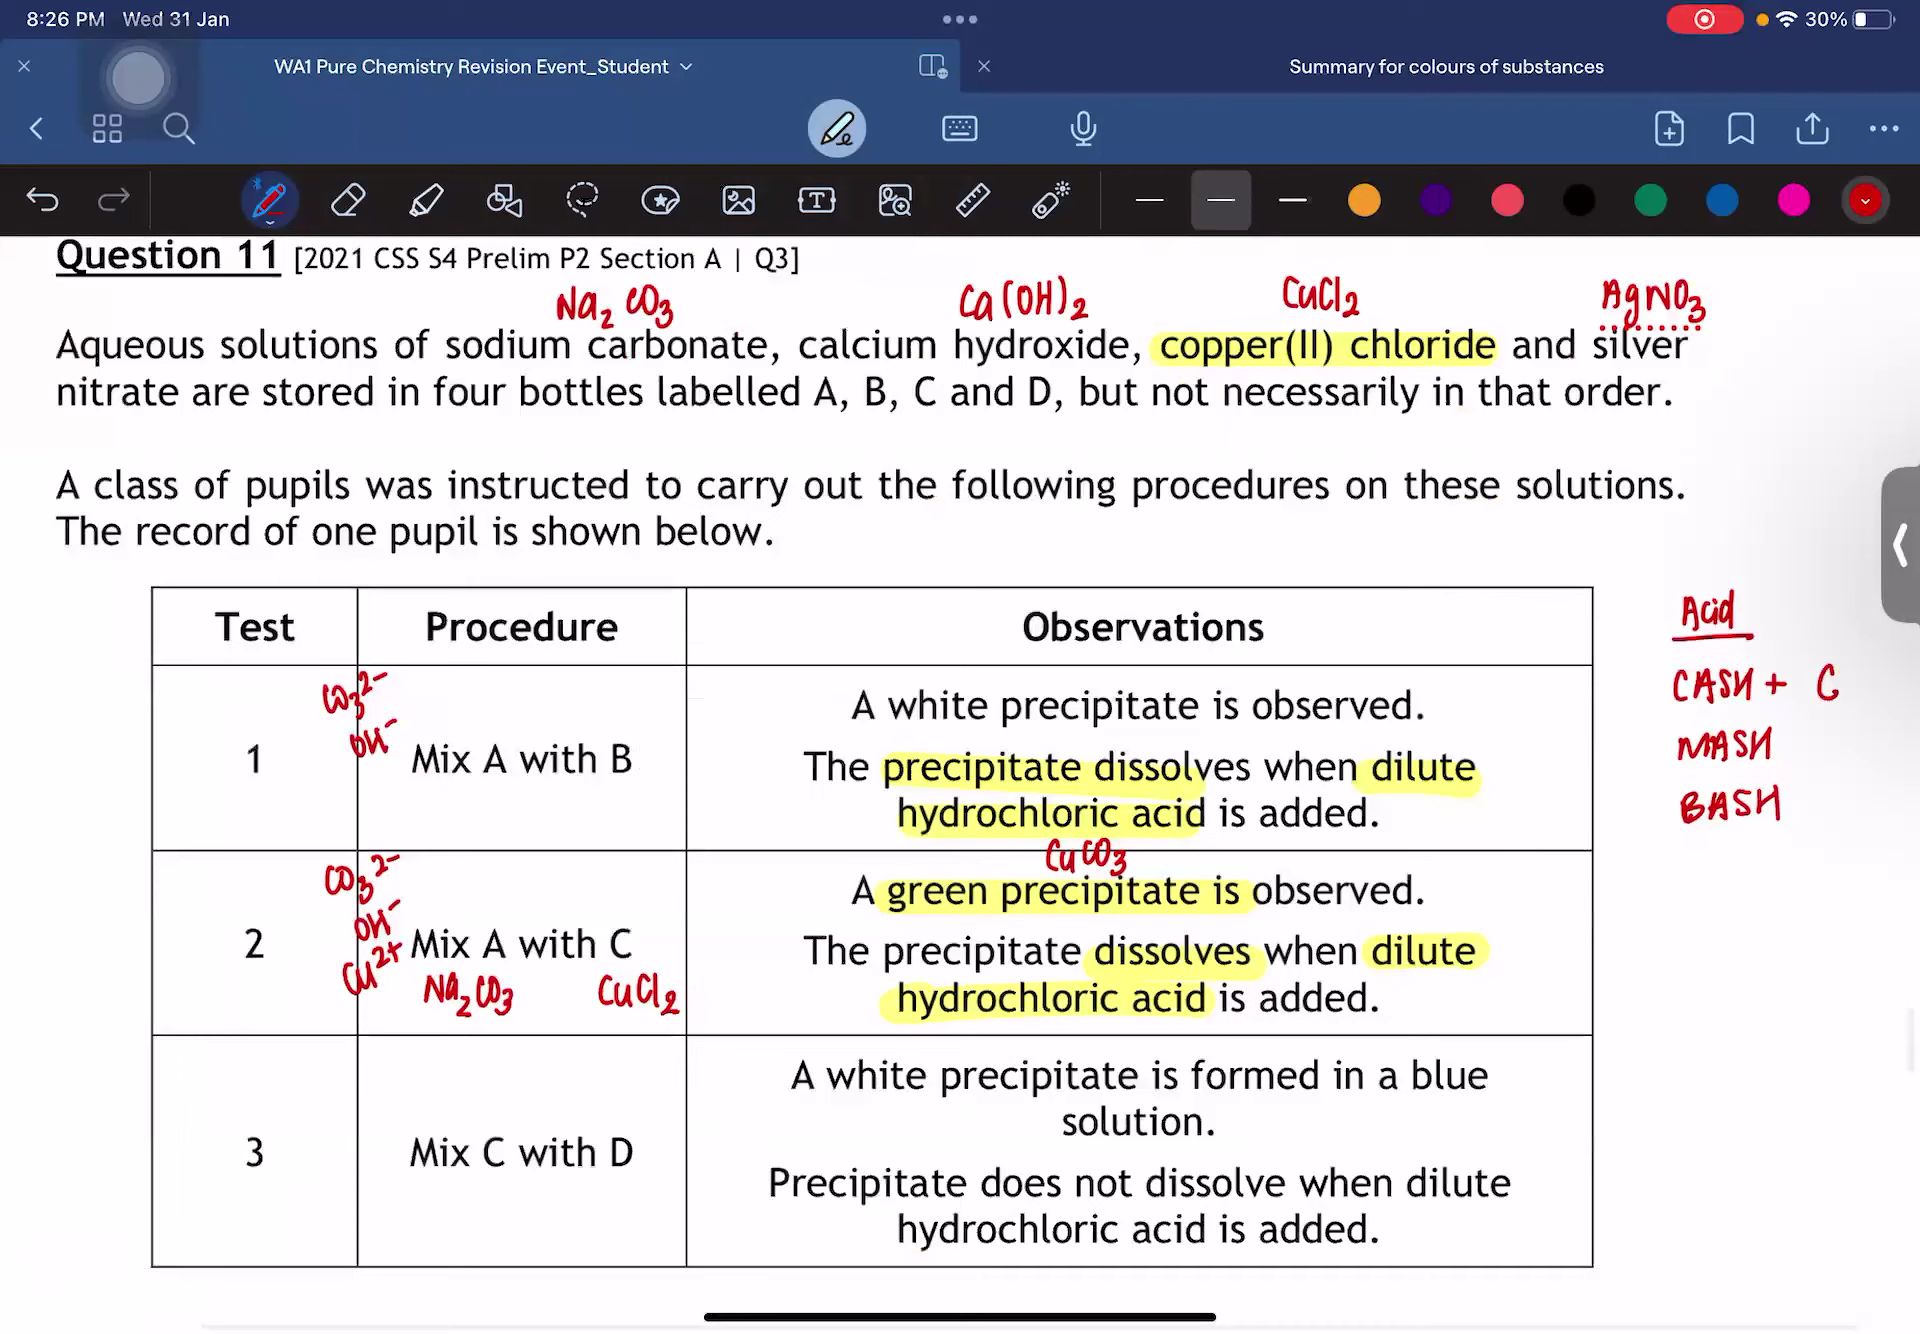 8:26 PM Wed 31 Jan
30%
WA1 Pure Chemistry Revision Event_Student
Summary for colours of substances
Question 11 [2021 CSS S4 Prelim P2 Section A | Q3]
Na₂CO₃ Ca(OH)₂ CuCl₂ AgNO₃
Aqueous solutions of sodium carbonate, calcium hydroxide, copper(II) chloride and silver
nitrate are stored in four bottles labelled A, B, C and D, but not necessarily in that order.
A class of pupils was instructed to carry out the following procedures on these solutions.
The record of one pupil is shown below.
Test Procedure Observations
CO₃²⁻
OH⁻
1 Mix A with B
A white precipitate is observed.
The precipitate dissolves when dilute
hydrochloric acid is added.
CO₃²⁻
OH⁻
Cu²⁺
2 Mix A with C
Na₂CO₃ CuCl₂
CuCO₃
A green precipitate is observed.
The precipitate dissolves when dilute
hydrochloric acid is added.
3 Mix C with D
A white precipitate is formed in a blue
solution.
Precipitate does not dissolve when dilute
hydrochloric acid is added.
Acid
CASH + C
MASH
BASH